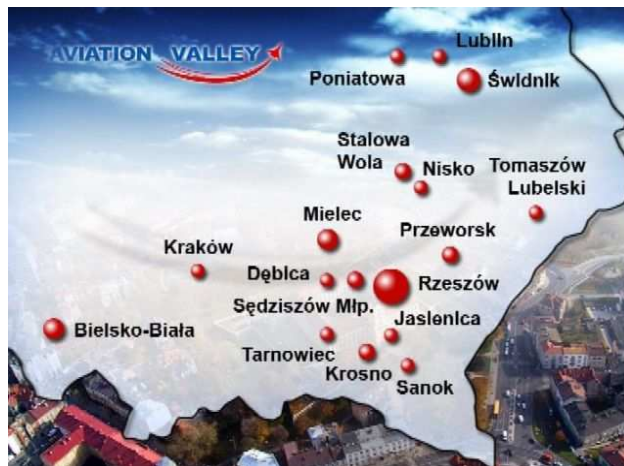 AVIATION VALLEY
Lublin
Poniatowa
Świdnik
Stalowa
Wola
Nisko
Tomaszów
Lubelski
Mielec
Przeworsk
Kraków
Dębica
Rzeszów
Sędziszów Młp.
Bielsko-Biała
Jasienica
Tarnowiec
Krosno
Sanok